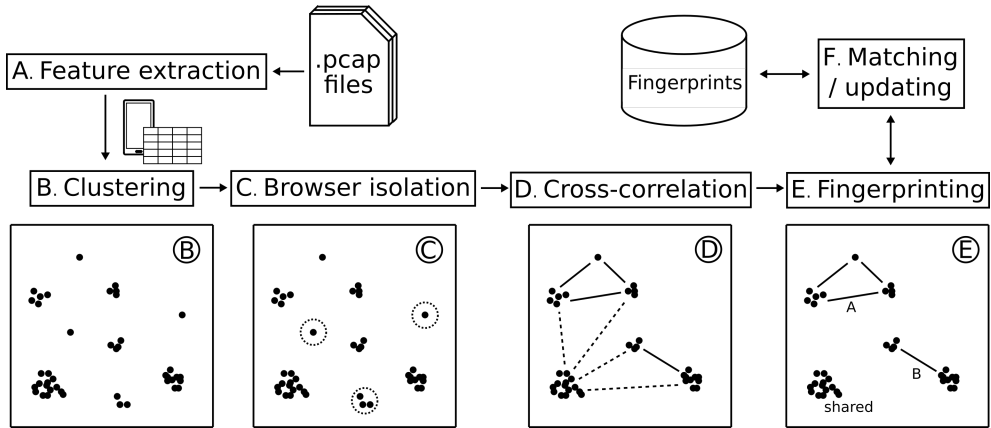 .pcap
files
A. Feature extraction
Fingerprints
F. Matching
/ updating
B. Clustering
C. Browser isolation
D. Cross-correlation
E. Fingerprinting
B
C
D
E
A
B
shared